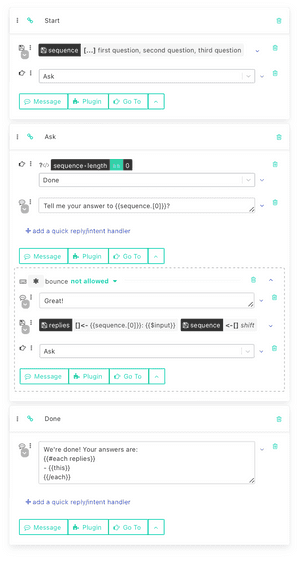 Start
sequence [...] first question, second question, third question
Ask
Message Plugin Go To
Ask
sequence·length 0
Done
Tell me your answer to {{sequence.[0]}}?
+add a quick reply/intent handler
Message Plugin Go To
bounce not allowed
Great!
replies []<- {{sequence.[0]}}: {{$input}} sequence <-[] shift
Ask
Message Plugin Go To
Done
We're done! Your answers are:
{{#each replies}}
- {{this}}
{{/each}}
+add a quick reply/intent handler
Message Plugin Go To